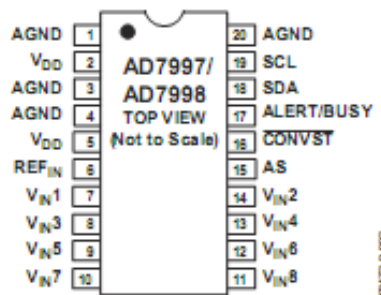 AGND 1 20 AGND
VDD 2 19 SCL
AGND 3 18 SDA
AGND 4 17 ALERT/BUSY
VDD 5 16 CONVST
REFIN 6 15 AS
VIN1 7 14 VIN2
VIN3 8 13 VIN4
VIN5 9 12 VIN6
VIN7 10 11 VIN8
AD7997/
AD7998
TOP VIEW
(Not to Scale)